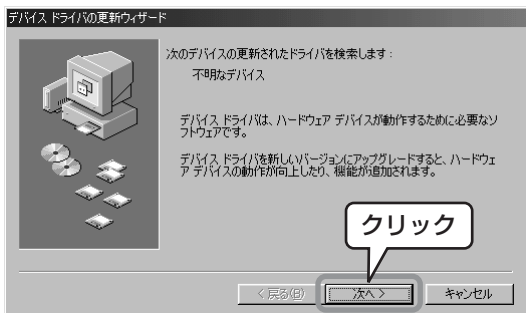 デバイス ドライバの更新ウィザード
次のデバイスの更新されたドライバを検索します:
不明なデバイス
デバイス ドライバは、ハードウェア デバイスが動作するために必要なソ
フトウェアです。
デバイス ドライバを新しいバージョンにアップグレードすると、ハードウェ
ア デバイスの動作が向上したり、機能が追加されます。
クリック
< 戻る(B) 次へ > キャンセル